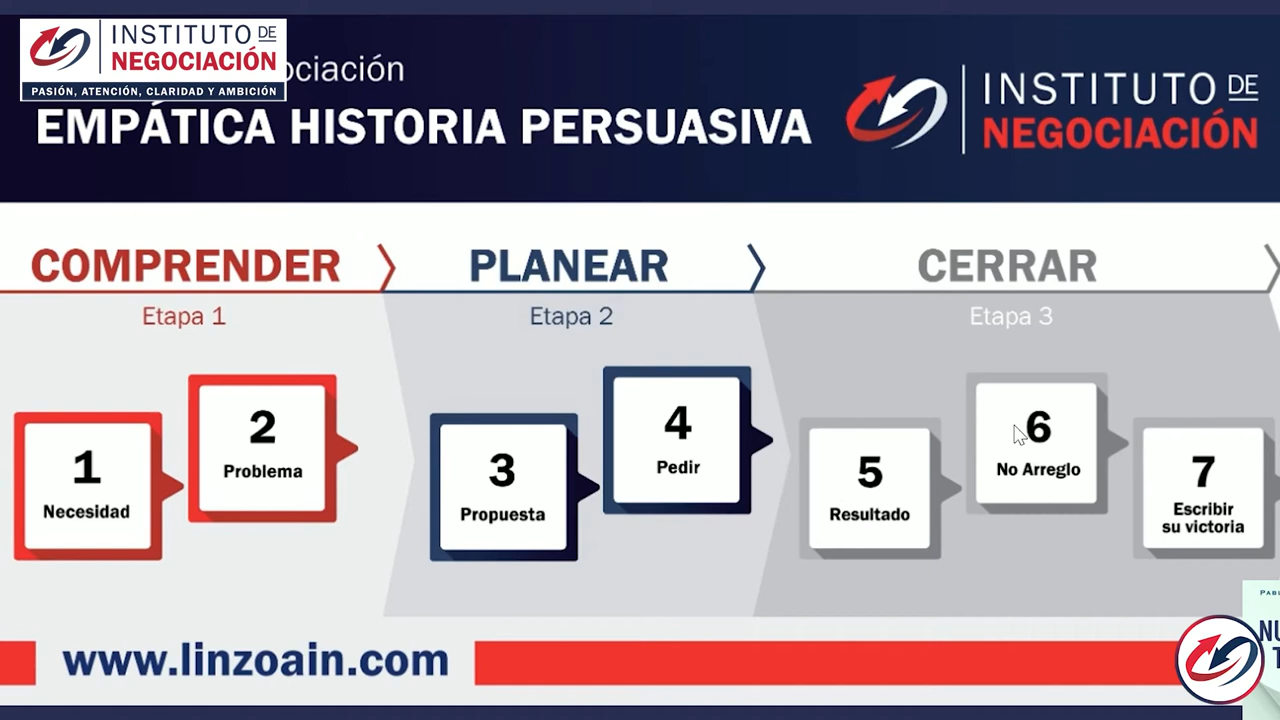 INSTITUTO DE
NEGOCIACIÓN
PASIÓN, ATENCIÓN, CLARIDAD Y AMBICIÓN
ociación
EMPÁTICA HISTORIA PERSUASIVA
INSTITUTO DE
NEGOCIACIÓN
COMPRENDER
PLANEAR
CERRAR
Etapa 1
Etapa 2
Etapa 3
1
Necesidad
2
Problema
3
Propuesta
4
Pedir
5
Resultado
6
No Arreglo
7
Escribir
su victoria
www.linzoain.com